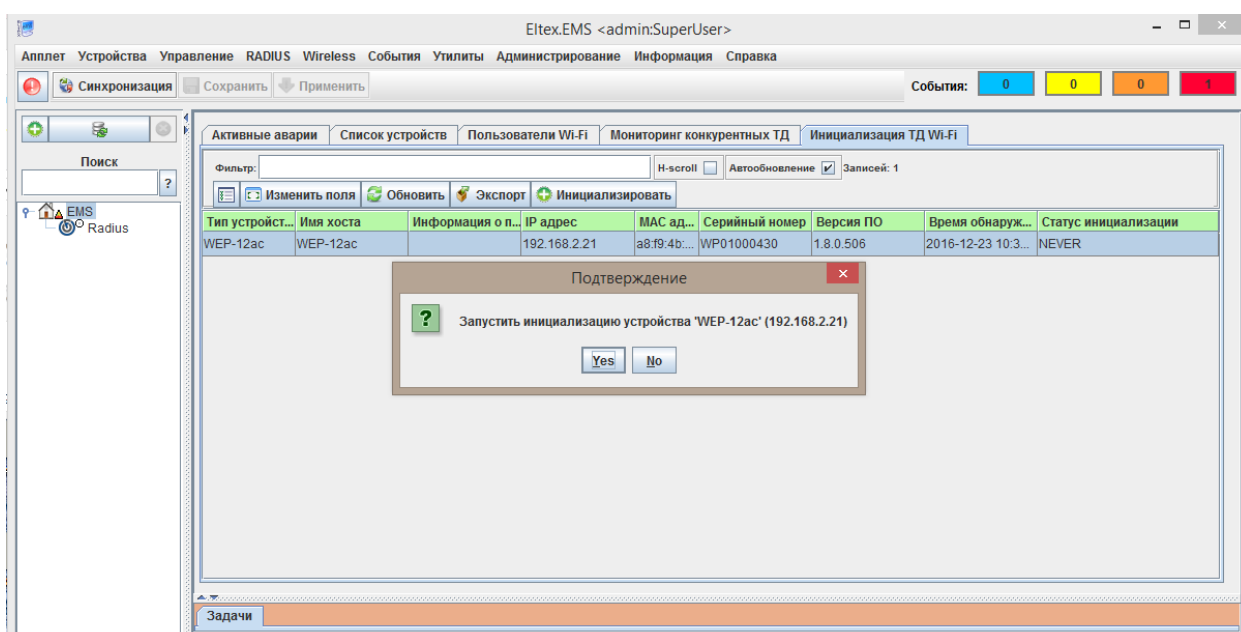 Eltex.EMS <admin:SuperUser>
Апплет Устройства Управление RADIUS Wireless События Утилиты Администрирование Информация Справка
Синхронизация Сохранить Применить События: 0 0 0 1
Активные аварии Список устройств Пользователи Wi-Fi Мониторинг конкурентных ТД Инициализация ТД Wi-Fi
Поиск
?
Фильтр: H-scroll Автообновление Записей: 1
Изменить поля Обновить Экспорт Инициализировать
EMS
Radius
Тип устройст... Имя хоста Информация о п... IP адрес MAC ад... Серийный номер Версия ПО Время обнаруж... Статус инициализации
WEP-12ac WEP-12ac 192.168.2.21 a8:f9:4b:... WP01000430 1.8.0.506 2016-12-23 10:3... NEVER
Подтверждение
? Запустить инициализацию устройства 'WEP-12ac' (192.168.2.21)
Yes No
Задачи